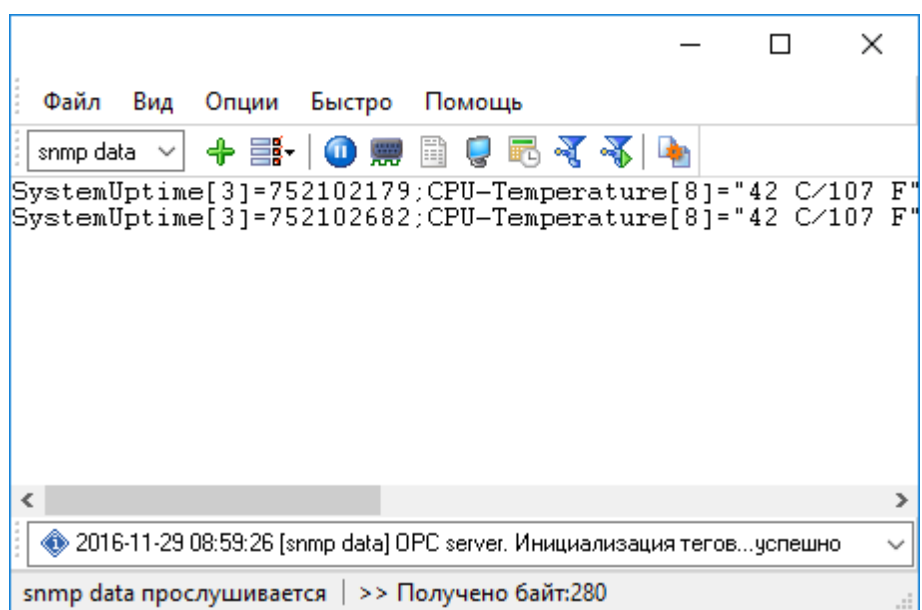 Файл Вид Опции Быстро Помощь
snmp data
SystemUptime[3]=752102179;CPU-Temperature[8]="42 C/107 F"
SystemUptime[3]=752102682;CPU-Temperature[8]="42 C/107 F"
2016-11-29 08:59:26 [snmp data] OPC server. Инициализация тегов...успешно
snmp data прослушивается >> Получено байт:280